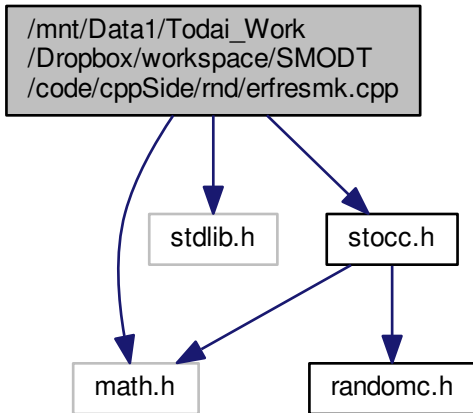 /mnt/Data1/Todai_Work
/Dropbox/workspace/SMODT
/code/cppSide/rnd/erfresmk.cpp
stdlib.h
stocc.h
math.h
randomc.h